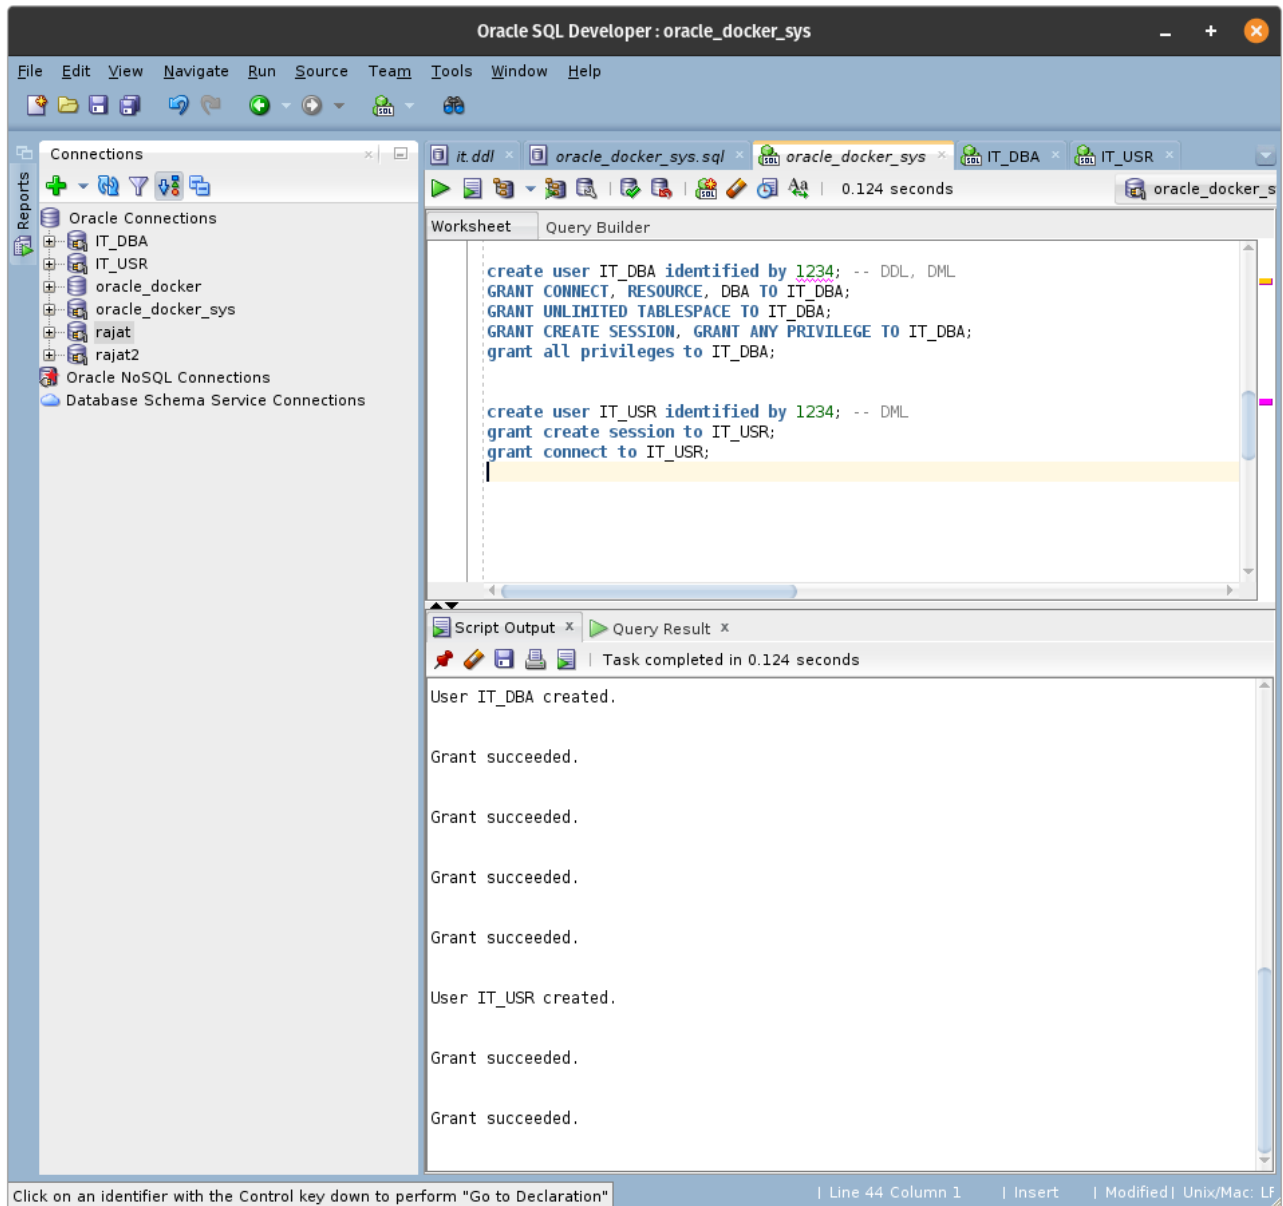 Oracle SQL Developer : oracle_docker_sys
File Edit View Navigate Run Source Team Tools Window Help
Reports
Connections
Oracle Connections
IT_DBA
IT_USR
oracle_docker
oracle_docker_sys
rajat
rajat2
Oracle NoSQL Connections
Database Schema Service Connections
it.ddl oracle_docker_sys.sql oracle_docker_sys IT_DBA IT_USR
0.124 seconds oracle_docker_s
Worksheet Query Builder
create user IT_DBA identified by 1234; -- DDL, DML
GRANT CONNECT, RESOURCE, DBA TO IT_DBA;
GRANT UNLIMITED TABLESPACE TO IT_DBA;
GRANT CREATE SESSION, GRANT ANY PRIVILEGE TO IT_DBA;
grant all privileges to IT_DBA;
create user IT_USR identified by 1234; -- DML
grant create session to IT_USR;
grant connect to IT_USR;
Script Output x Query Result x
Task completed in 0.124 seconds
User IT_DBA created.
Grant succeeded.
Grant succeeded.
Grant succeeded.
Grant succeeded.
User IT_USR created.
Grant succeeded.
Grant succeeded.
Click on an identifier with the Control key down to perform "Go to Declaration" | Line 44 Column 1 | Insert | Modified | Unix/Mac: LF